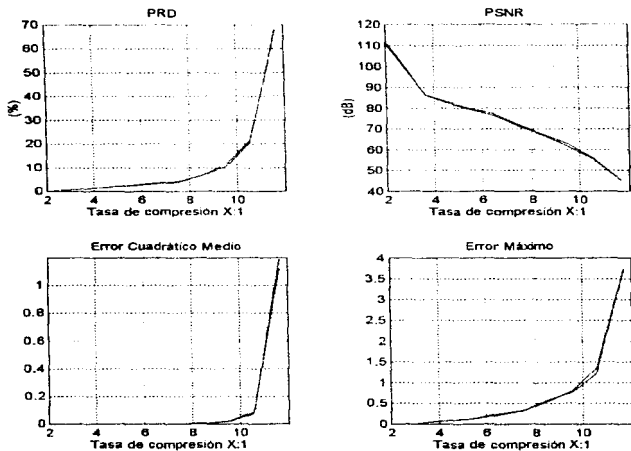 PRD
70
60
50
40
30
20
10
0
(%)
2 4 6 8 10
Tasa de compresión X:1
PSNR
120
110
100
90
80
70
60
50
40
(dB)
2 4 6 8 10
Tasa de compresión X:1
Error Cuadrático Medio
1
0.8
0.6
0.4
0.2
0
2 4 6 8 10
Tasa de compresión X:1
Error Máximo
4
3.5
3
2.5
2
1.5
1
0.5
0
2 4 6 8 10
Tasa de compresión X:1